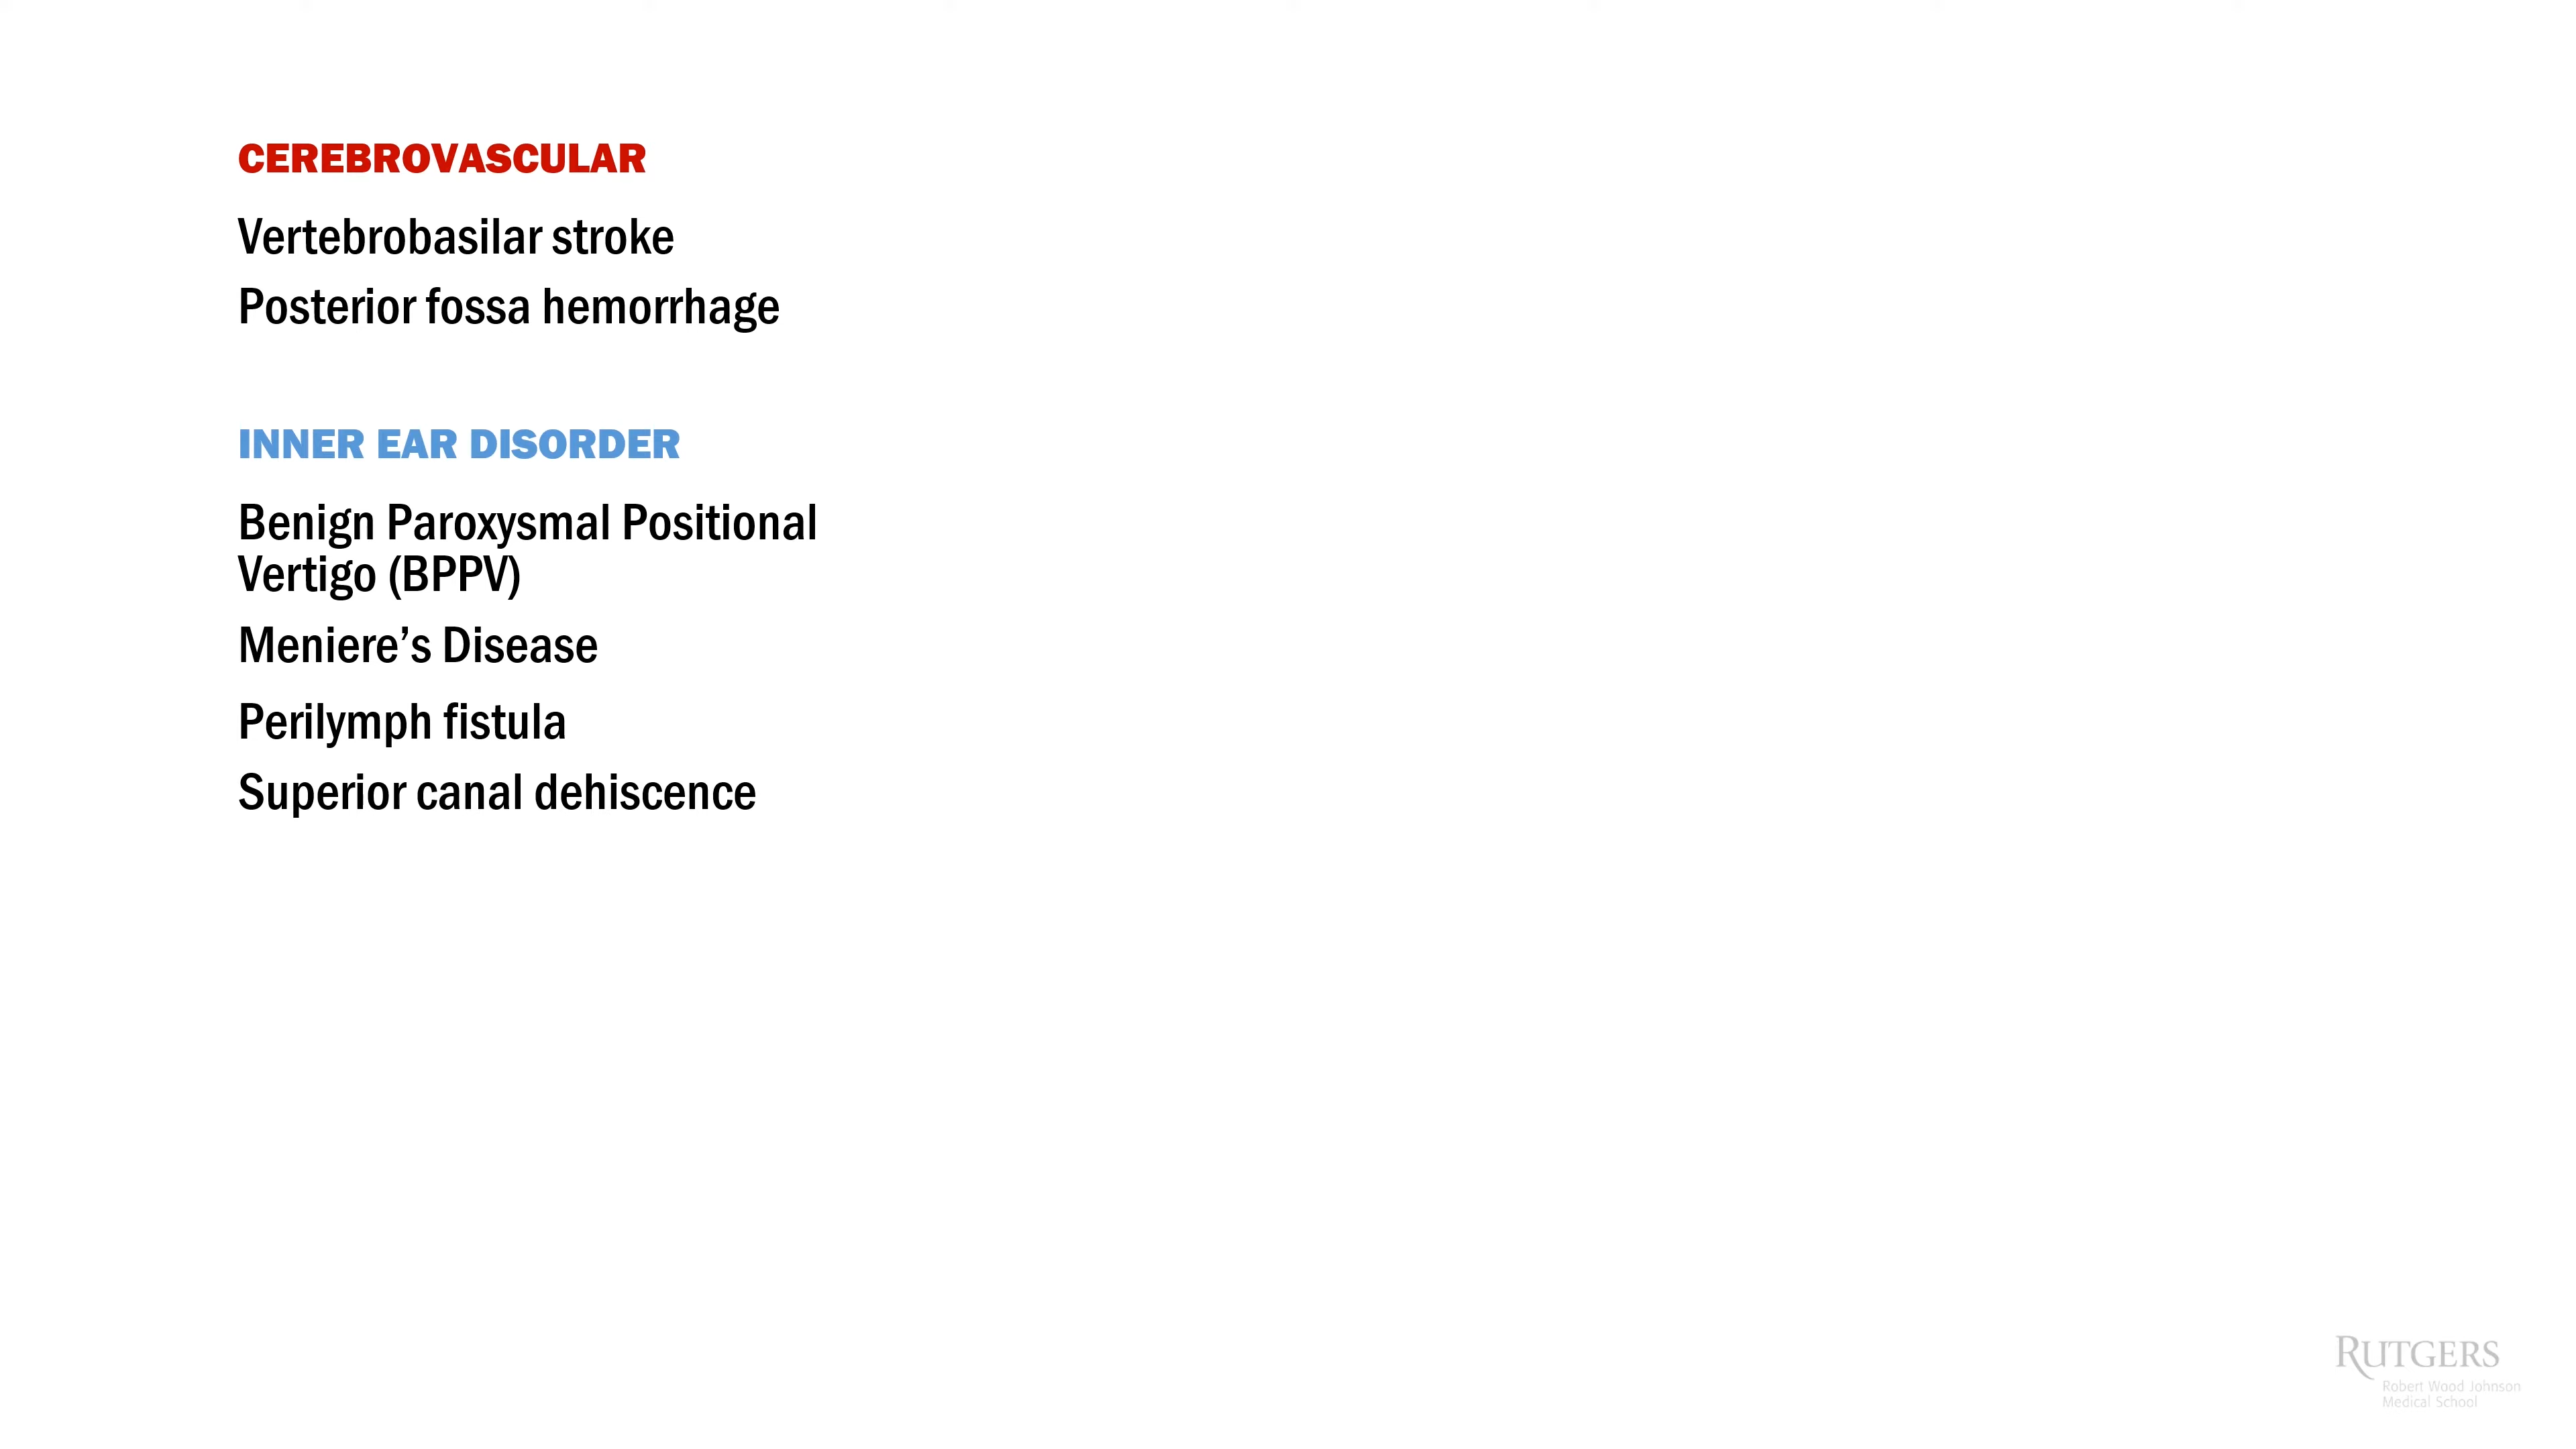 CEREBROVASCULAR
Vertebrobasilar stroke
Posterior fossa hemorrhage
INNER EAR DISORDER
Benign Paroxysmal Positional
Vertigo (BPPV)
Meniere’s Disease
Perilymph fistula
Superior canal dehiscence
RUTGERS
Robert Wood Johnson
Medical School